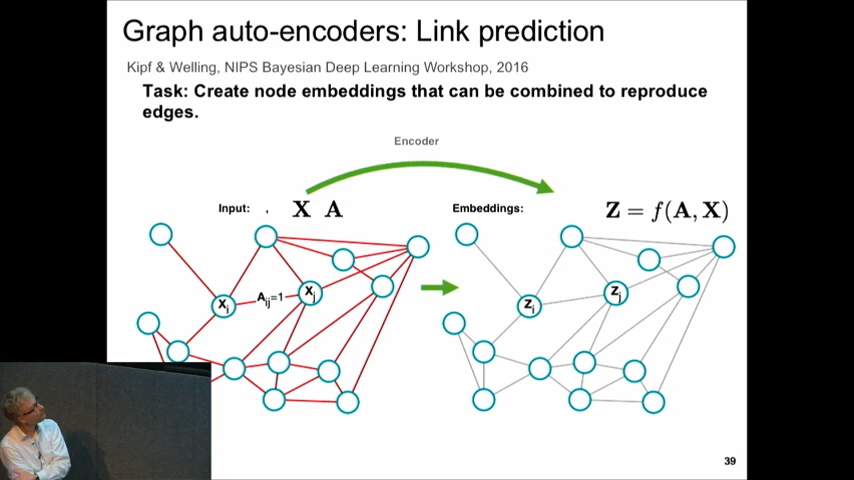 Graph auto-encoders: Link prediction
Kipf & Welling, NIPS Bayesian Deep Learning Workshop, 2016
Task: Create node embeddings that can be combined to reproduce
edges.
Encoder
Input: , X A
Embeddings: Z = f(A, X)
Xi Aij=1 Xj
Zi Zj
39